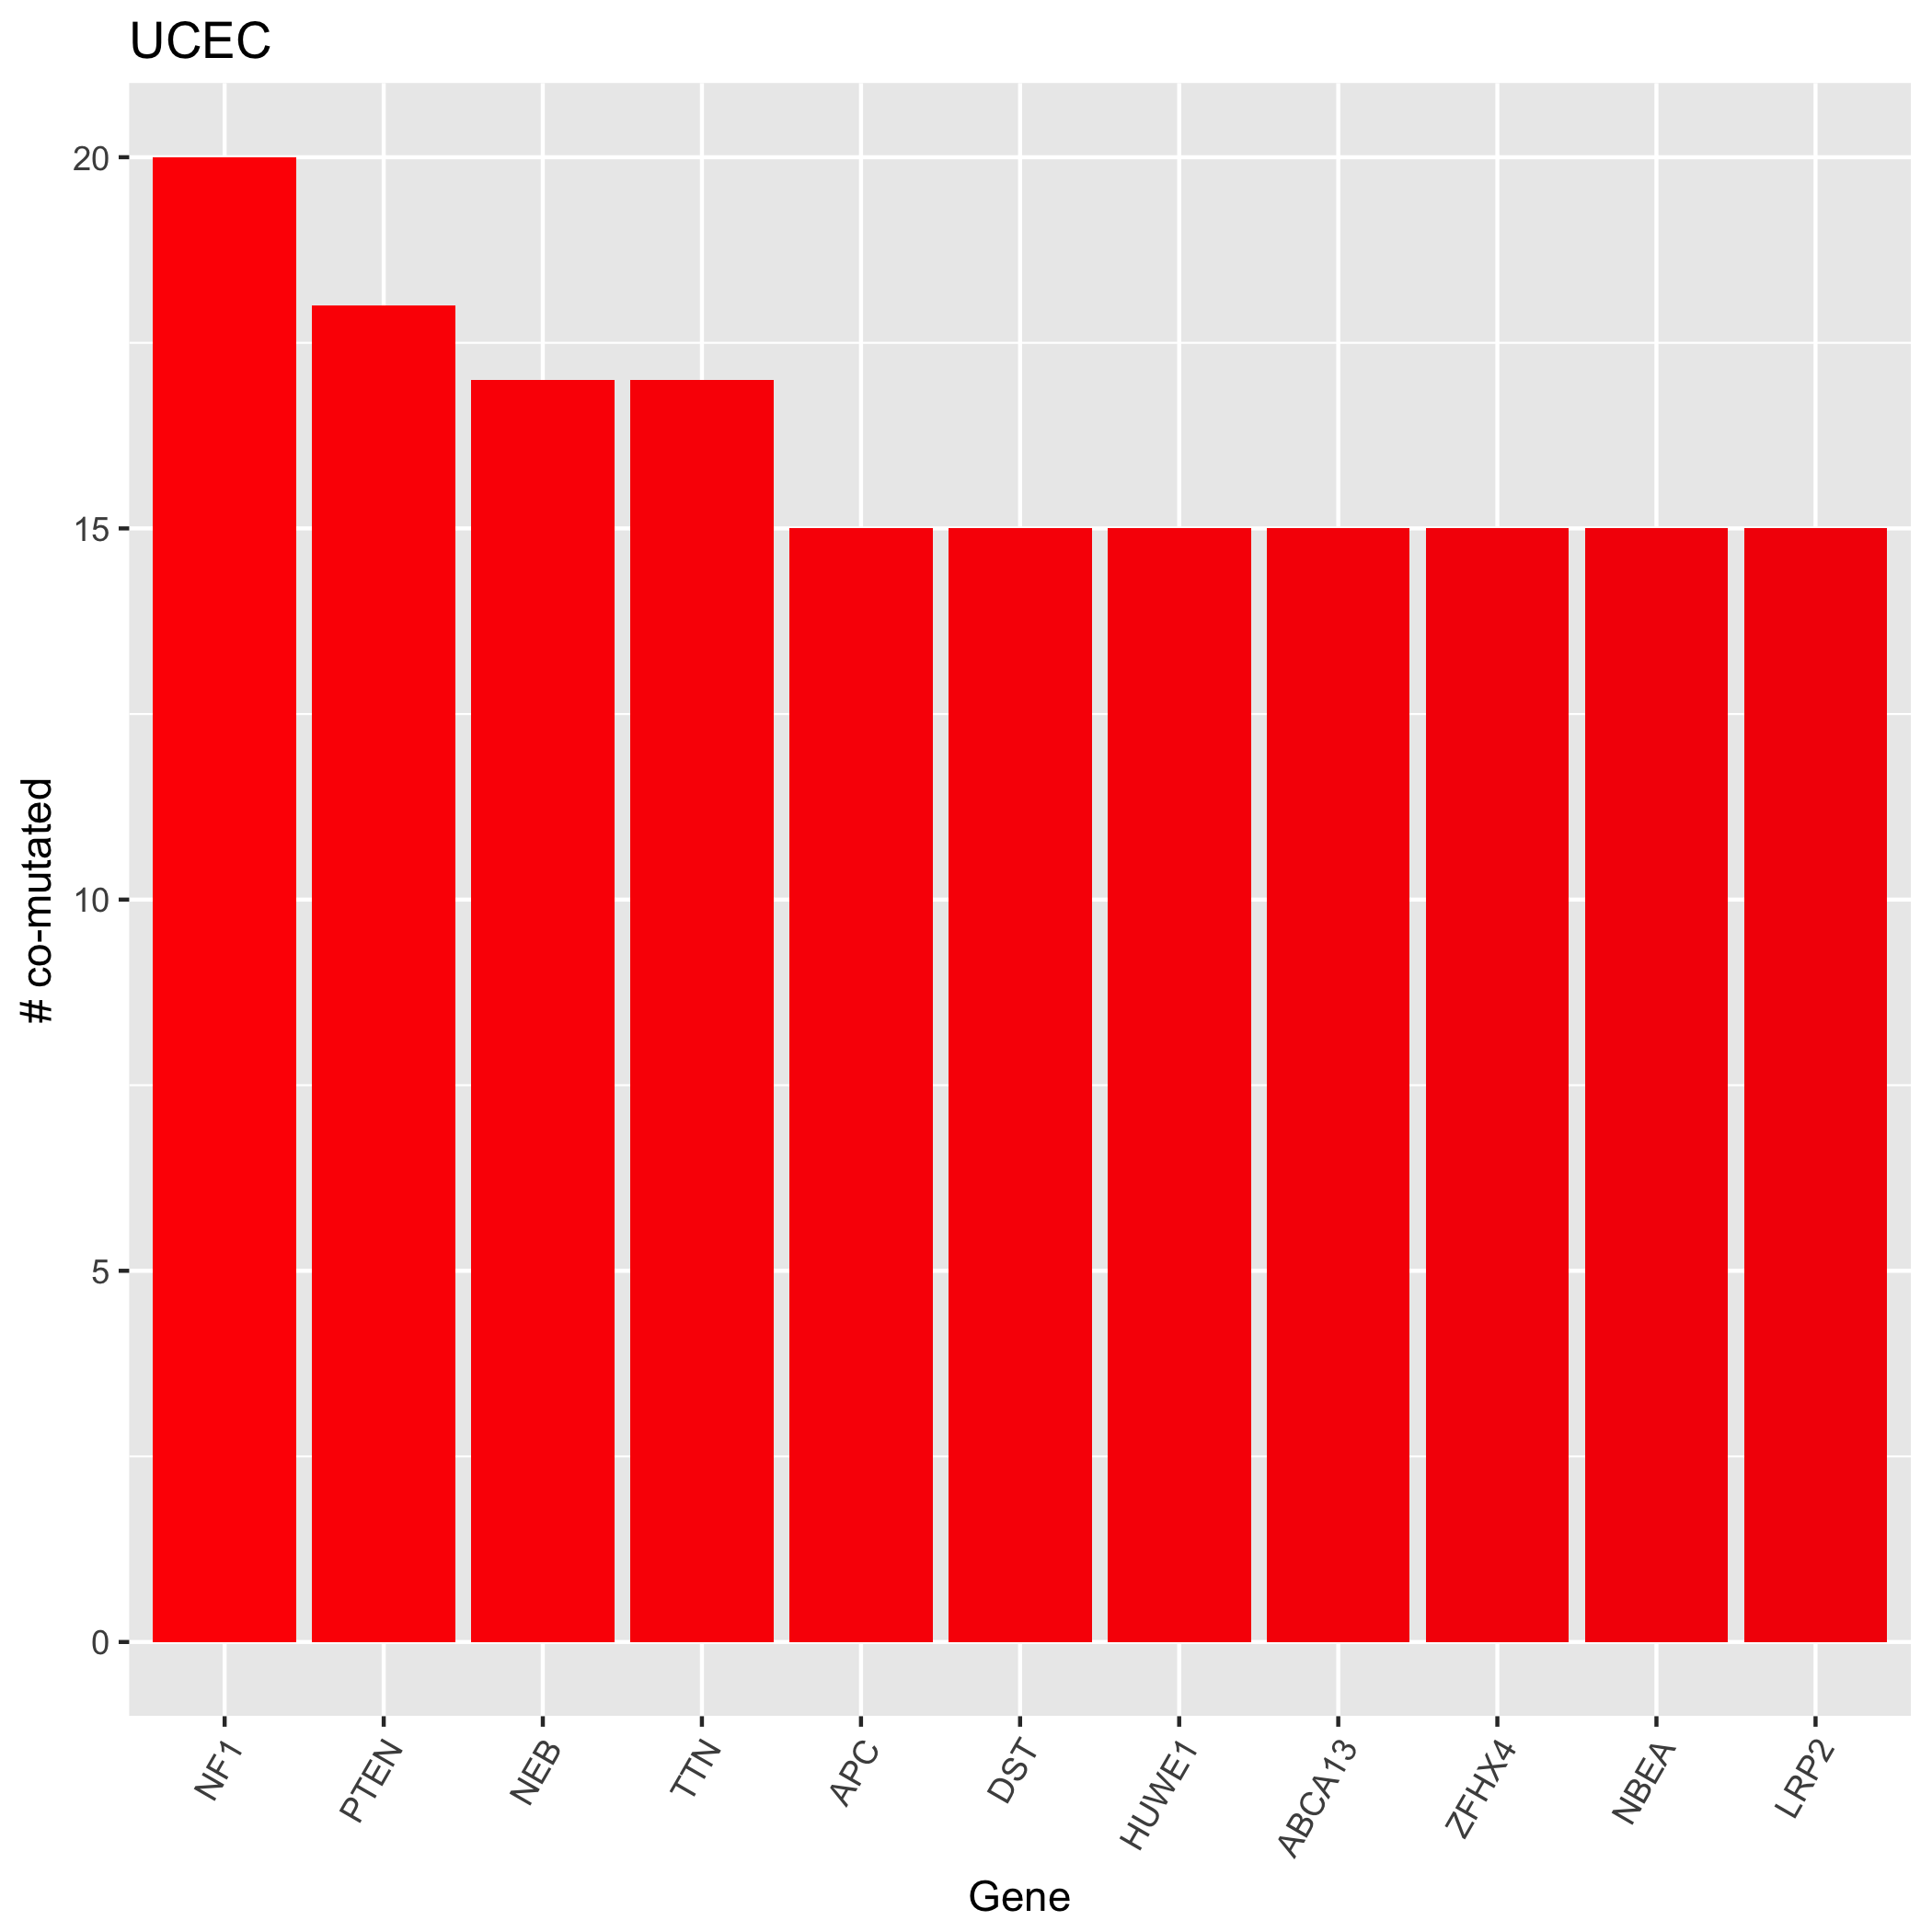 UCEC
20
15
10
5
0
# co-mutated
NF1
PTEN
NEB
TTN
APC
DST
HUWE1
ABCA13
ZFHX4
NBEA
LRP2
Gene